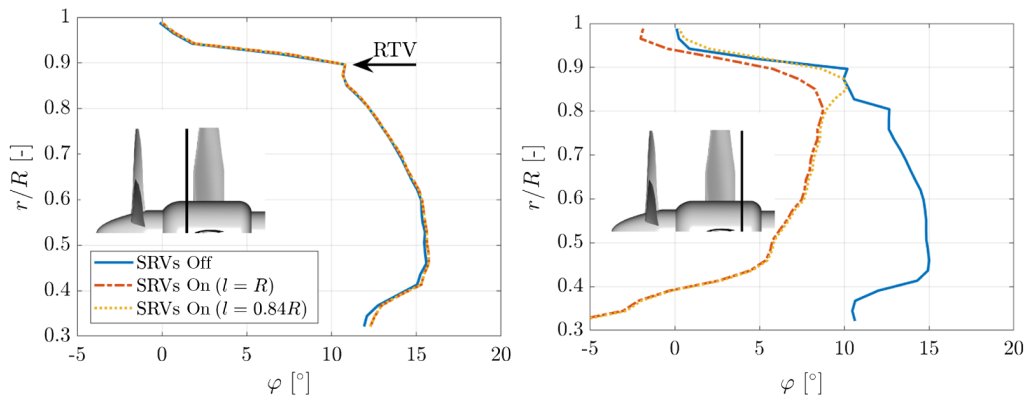 1
0.9
0.8
0.7
0.6
0.5
0.4
0.3
r/R [-]
RTV
SRVs Off
SRVs On (l = R)
SRVs On (l = 0.84R)
-5 0 5 10 15 20
φ [°]
1
0.9
0.8
0.7
0.6
0.5
0.4
0.3
r/R [-]
-5 0 5 10 15 20
φ [°]